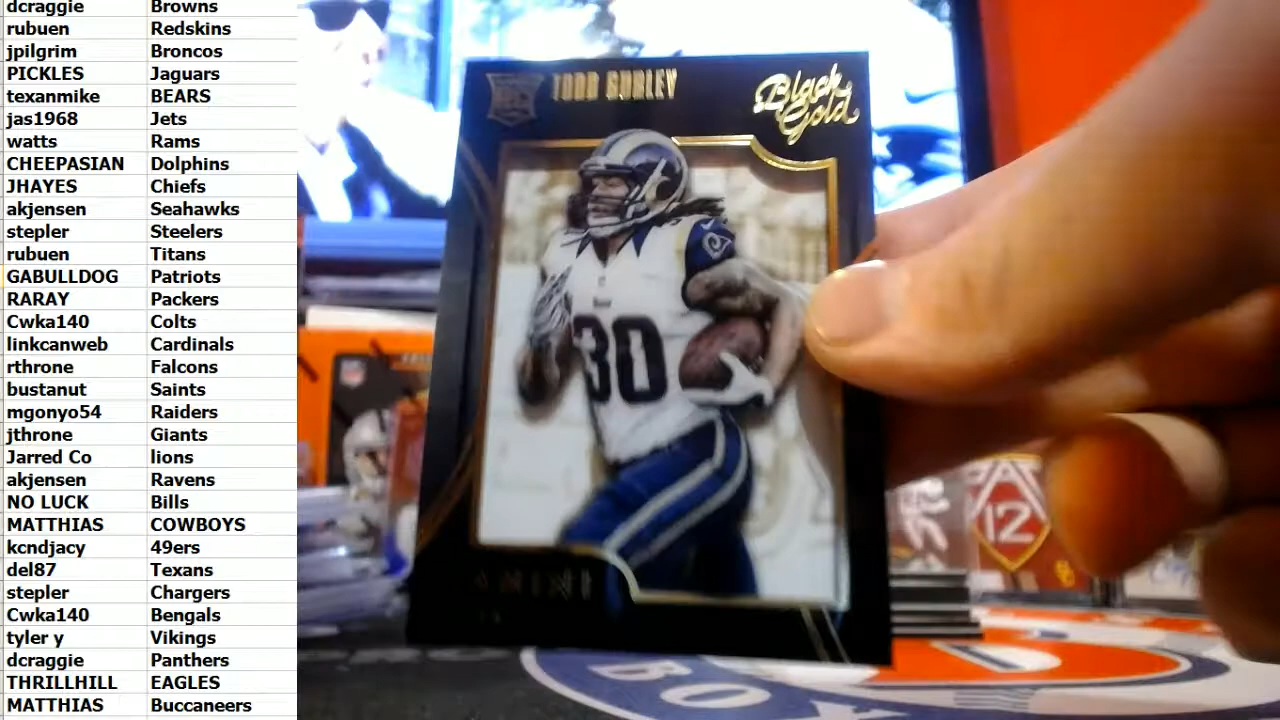 dcraggie Browns
rubuen Redskins
jpilgrim Broncos
PICKLES Jaguars
texanmike BEARS
jas1968 Jets
watts Rams
CHEEPASIAN Dolphins
JHAYES Chiefs
akjensen Seahawks
stepler Steelers
rubuen Titans
GABULLDOG Patriots
RARAY Packers
Cwka140 Colts
linkcanweb Cardinals
rthrone Falcons
bustanut Saints
mgonyo54 Raiders
jthrone Giants
Jarred Co lions
akjensen Ravens
NO LUCK Bills
MATTHIAS COWBOYS
kcndjacy 49ers
del87 Texans
stepler Chargers
Cwka140 Bengals
tyler y Vikings
dcraggie Panthers
THRILLHILL EAGLES
MATTHIAS Buccaneers
TODD GURLEY
Black
Gold
30
PANINI
12
BOX